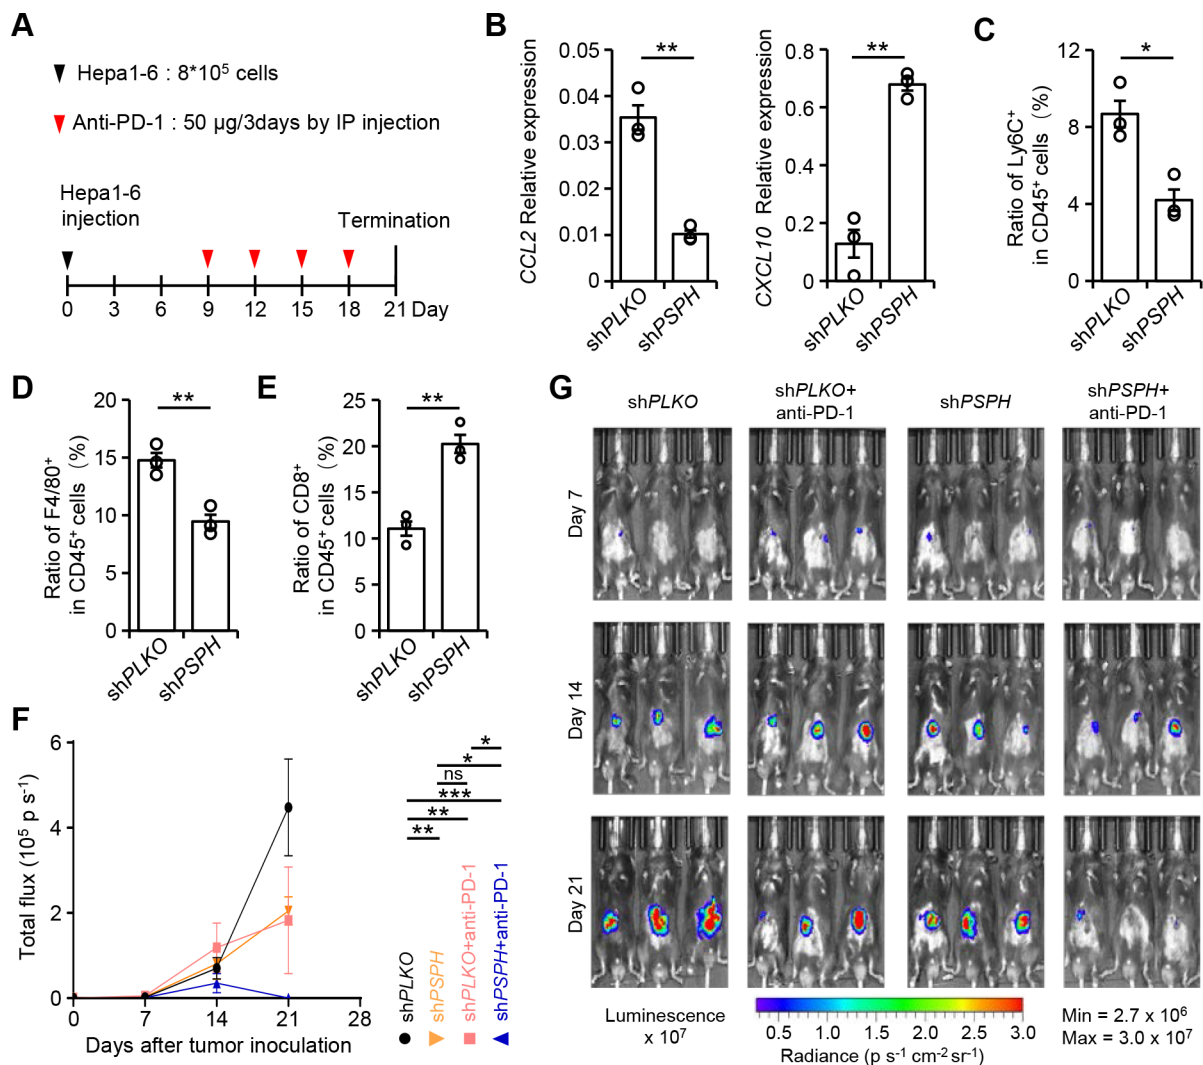 A
Hepa1-6 : 8*10⁵ cells
Anti-PD-1 : 50 μg/3days by IP injection
Hepa1-6
injection
Termination
0 3 6 9 12 15 18 21 Day
B
CCL2 Relative expression
0.05
0.04
0.03
0.02
0.01
0
**
shPLKO
shPSPH
CXCL10 Relative expression
0.8
0.6
0.4
0.2
0
**
shPLKO
shPSPH
C
Ratio of Ly6C⁺
in CD45⁺ cells (%)
12
8
4
0
*
shPLKO
shPSPH
D
Ratio of F4/80⁺
in CD45⁺ cells (%)
20
15
10
5
0
**
shPLKO
shPSPH
E
Ratio of CD8⁺
in CD45⁺ cells (%)
25
20
15
10
5
0
**
shPLKO
shPSPH
F
Total flux (10⁵ p s⁻¹)
6
4
2
0
0 7 14 21 28
Days after tumor inoculation
*
*
ns
***
**
**
shPLKO
shPSPH
shPLKO+anti-PD-1
shPSPH+anti-PD-1
G
shPLKO
shPLKO+
anti-PD-1
shPSPH
shPSPH+
anti-PD-1
Day 7
Day 14
Day 21
Luminescence
x 10⁷
0.5 1.0 1.5 2.0 2.5 3.0
Radiance (p s⁻¹ cm⁻² sr⁻¹)
Min = 2.7 x 10⁶
Max = 3.0 x 10⁷